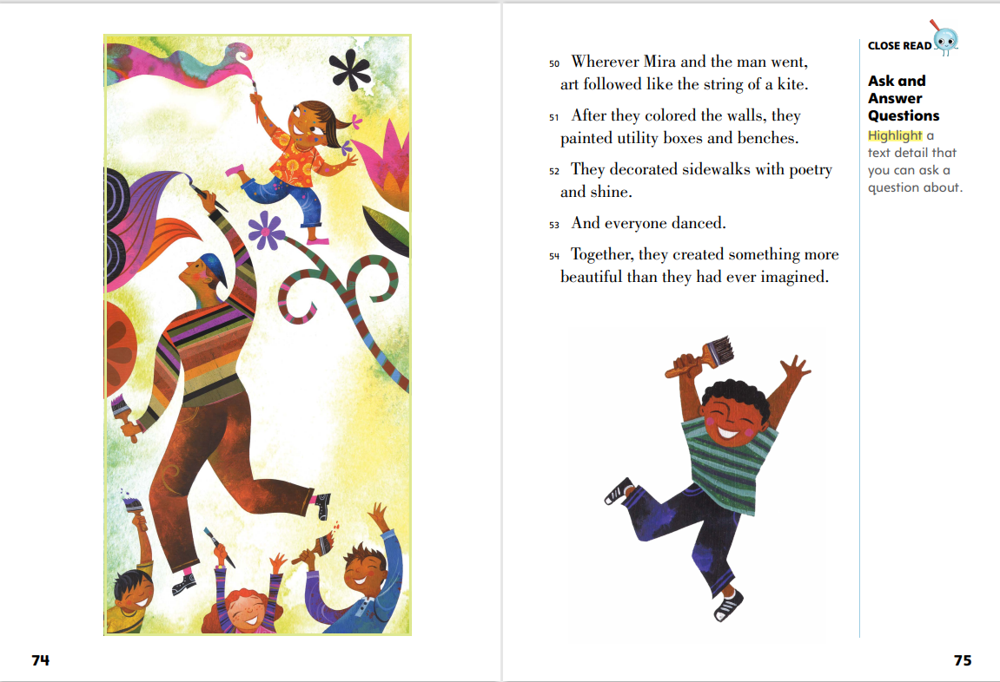 50 Wherever Mira and the man went,
art followed like the string of a kite.
51 After they colored the walls, they
painted utility boxes and benches.
52 They decorated sidewalks with poetry
and shine.
53 And everyone danced.
54 Together, they created something more
beautiful than they had ever imagined.
CLOSE READ
Ask and
Answer
Questions
Highlight a
text detail that
you can ask a
question about.
74
75